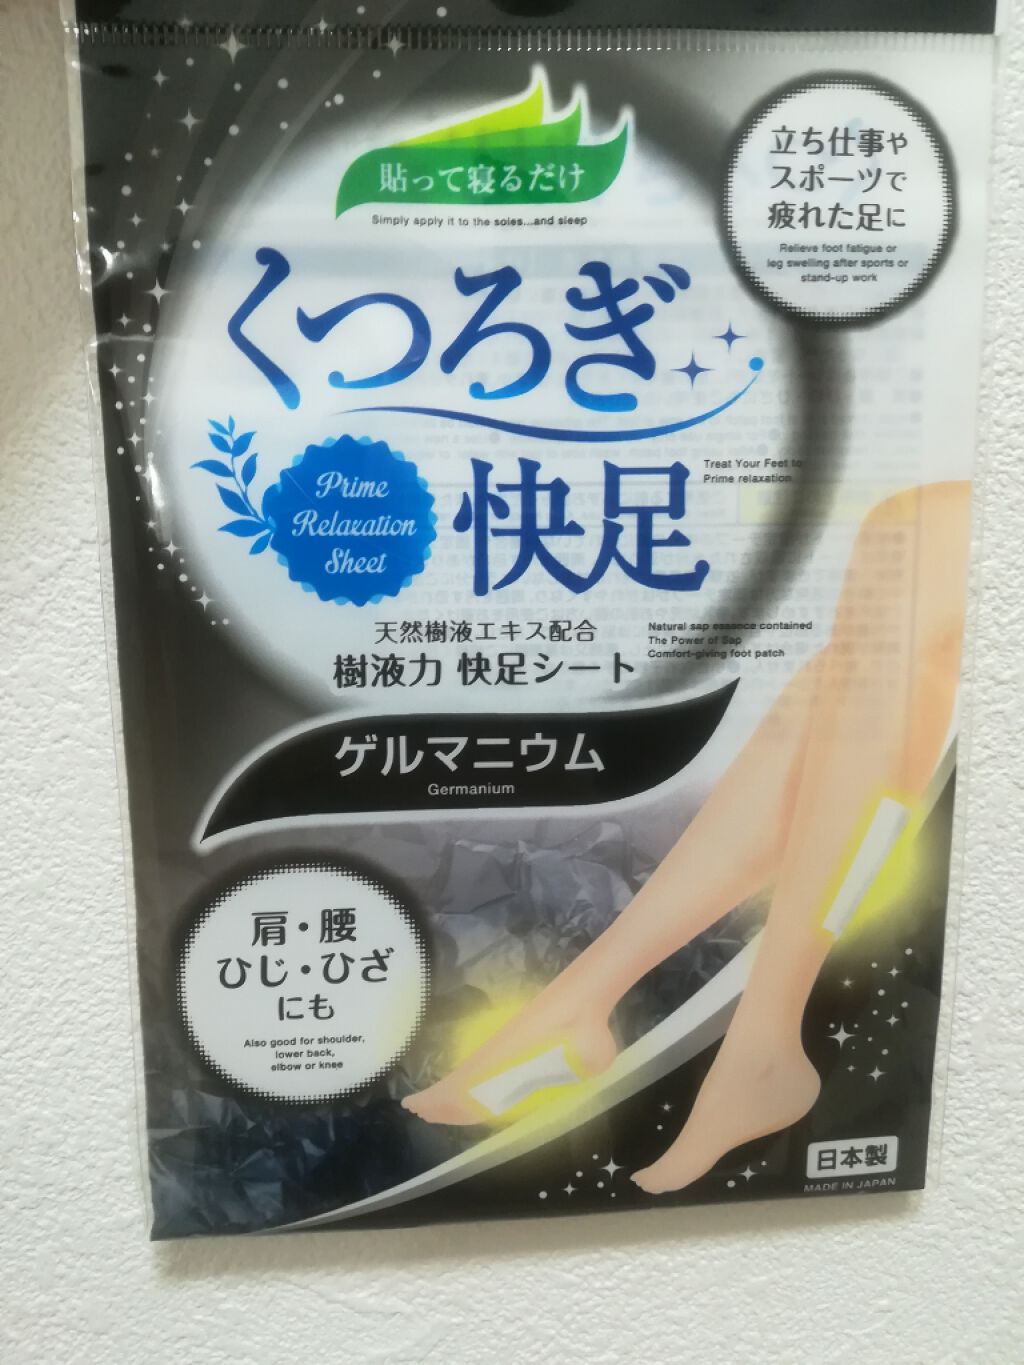 貼って寝るだけ
Simply apply it to the soles...and sleep
立ち仕事や
スポーツで
疲れた足に
Relieve foot fatigue or
leg swelling after sports or
stand-up work
くつろぎ
快足
Treat Your Feet to
Prime relaxation
Prime
Relaxation
Sheet
天然樹液エキス配合
樹液力 快足シート
Natural sap essence contained
The Power of Sap
Comfort-giving foot patch
ゲルマニウム
Germanium
肩・腰
ひじ・ひざ
にも
Also good for shoulder,
lower back,
elbow or knee
日本製
MADE IN JAPAN